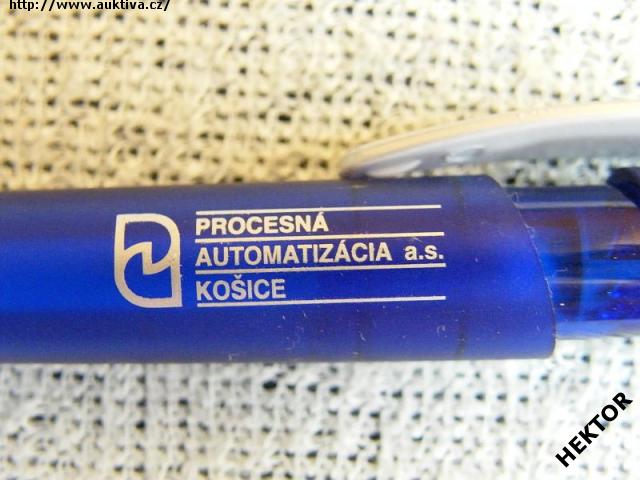 http://www.auktiva.cz/
PROCESNÁ
AUTOMATIZÁCIA a.s.
KOŠICE
HEKTOR